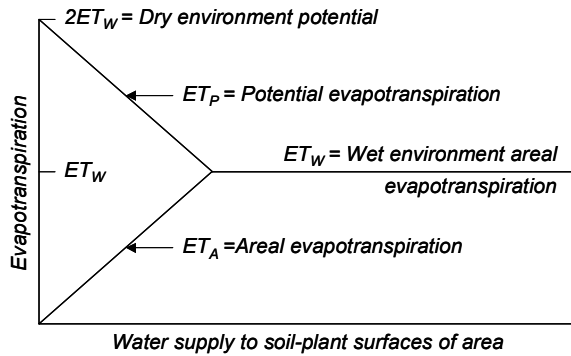 2ET_W = Dry environment potential
ET_P = Potential evapotranspiration
ET_W = Wet environment areal
evapotranspiration
ET_W
ET_A =Areal evapotranspiration
Evapotranspiration
Water supply to soil-plant surfaces of area